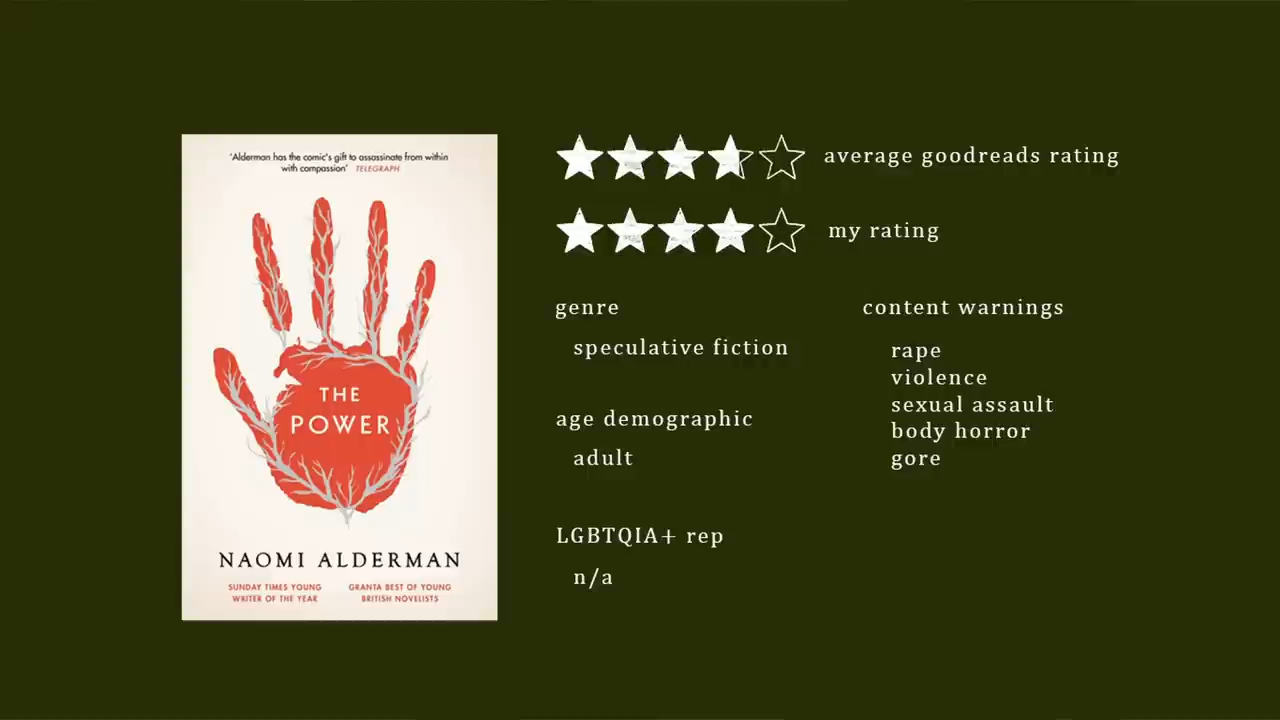 'Alderman has the comic's gift to assassinate from within
with compassion' TELEGRAPH
THE
POWER
NAOMI ALDERMAN
SUNDAY TIMES YOUNG
WRITER OF THE YEAR
GRANTA BEST OF YOUNG
BRITISH NOVELISTS
average goodreads rating
my rating
genre
speculative fiction
age demographic
adult
LGBTQIA+ rep
n/a
content warnings
rape
violence
sexual assault
body horror
gore